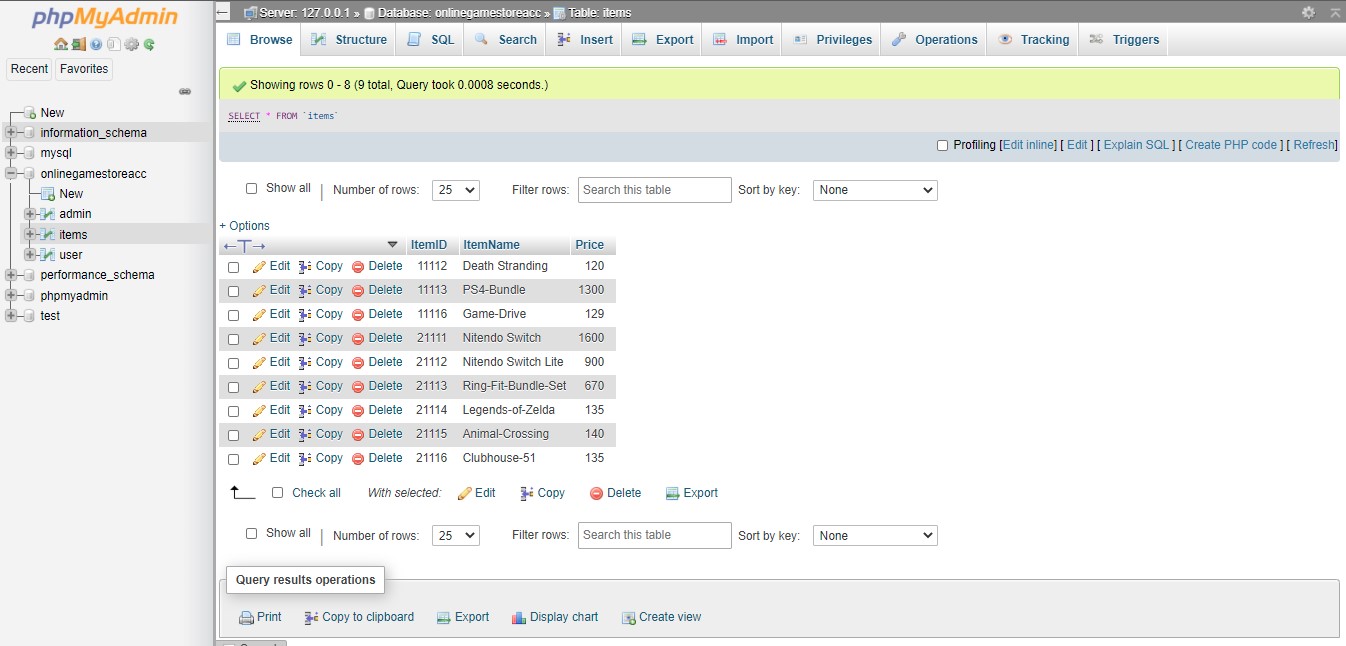 phpMyAdmin
Recent Favorites
New
information_schema
mysql
onlinegamestoreacc
New
admin
items
user
performance_schema
phpmyadmin
test
Server: 127.0.0.1 » Database: onlinegamestoreacc » Table: items
Browse Structure SQL Search Insert Export Import Privileges Operations Tracking Triggers
Showing rows 0 - 8 (9 total, Query took 0.0008 seconds.)
SELECT * FROM `items`
Profiling [Edit inline] [ Edit ] [ Explain SQL ] [ Create PHP code ] [ Refresh]
Show all | Number of rows: 25 Filter rows: Search this table Sort by key: None
+ Options
←T→ ItemID ItemName Price
Edit Copy Delete 11112 Death Stranding 120
Edit Copy Delete 11113 PS4-Bundle 1300
Edit Copy Delete 11116 Game-Drive 129
Edit Copy Delete 21111 Nitendo Switch 1600
Edit Copy Delete 21112 Nitendo Switch Lite 900
Edit Copy Delete 21113 Ring-Fit-Bundle-Set 670
Edit Copy Delete 21114 Legends-of-Zelda 135
Edit Copy Delete 21115 Animal-Crossing 140
Edit Copy Delete 21116 Clubhouse-51 135
Check all With selected: Edit Copy Delete Export
Show all | Number of rows: 25 Filter rows: Search this table Sort by key: None
Query results operations
Print Copy to clipboard Export Display chart Create view